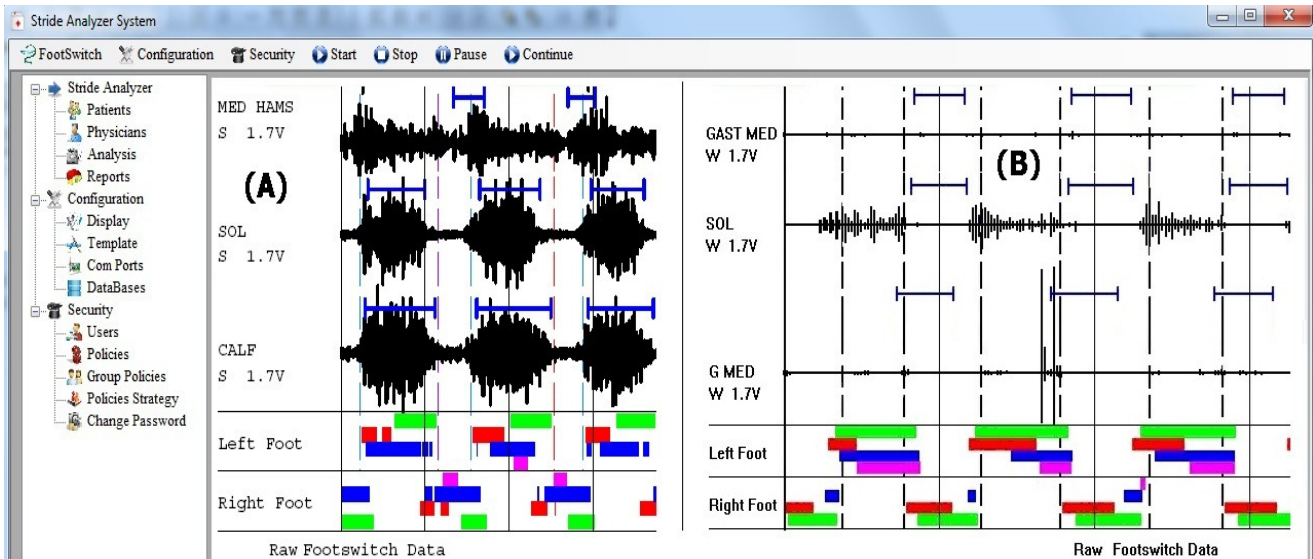 Stride Analyzer System
FootSwitch Configuration Security Start Stop Pause Continue
Stride Analyzer
Patients
Physicians
Analysis
Reports
Configuration
Display
Template
Com Ports
DataBases
Security
Users
Policies
Group Policies
Policies Strategy
Change Password
MED HAMS
S 1.7V
(A)
SOL
S 1.7V
CALF
S 1.7V
Left Foot
Right Foot
Raw Footswitch Data
GAST MED
W 1.7V
(B)
SOL
W 1.7V
G MED
W 1.7V
Left Foot
Right Foot
Raw Footswitch Data